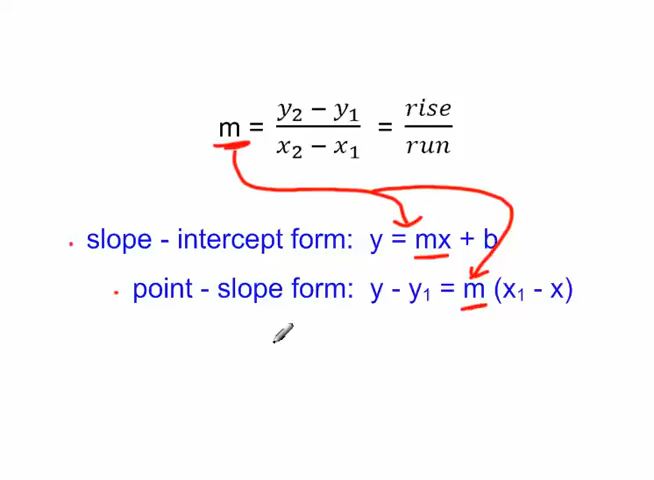 m = y₂ − y₁ / x₂ − x₁ = rise / run
slope - intercept form: y = mx + b
point - slope form: y - y₁ = m (x₁ - x)